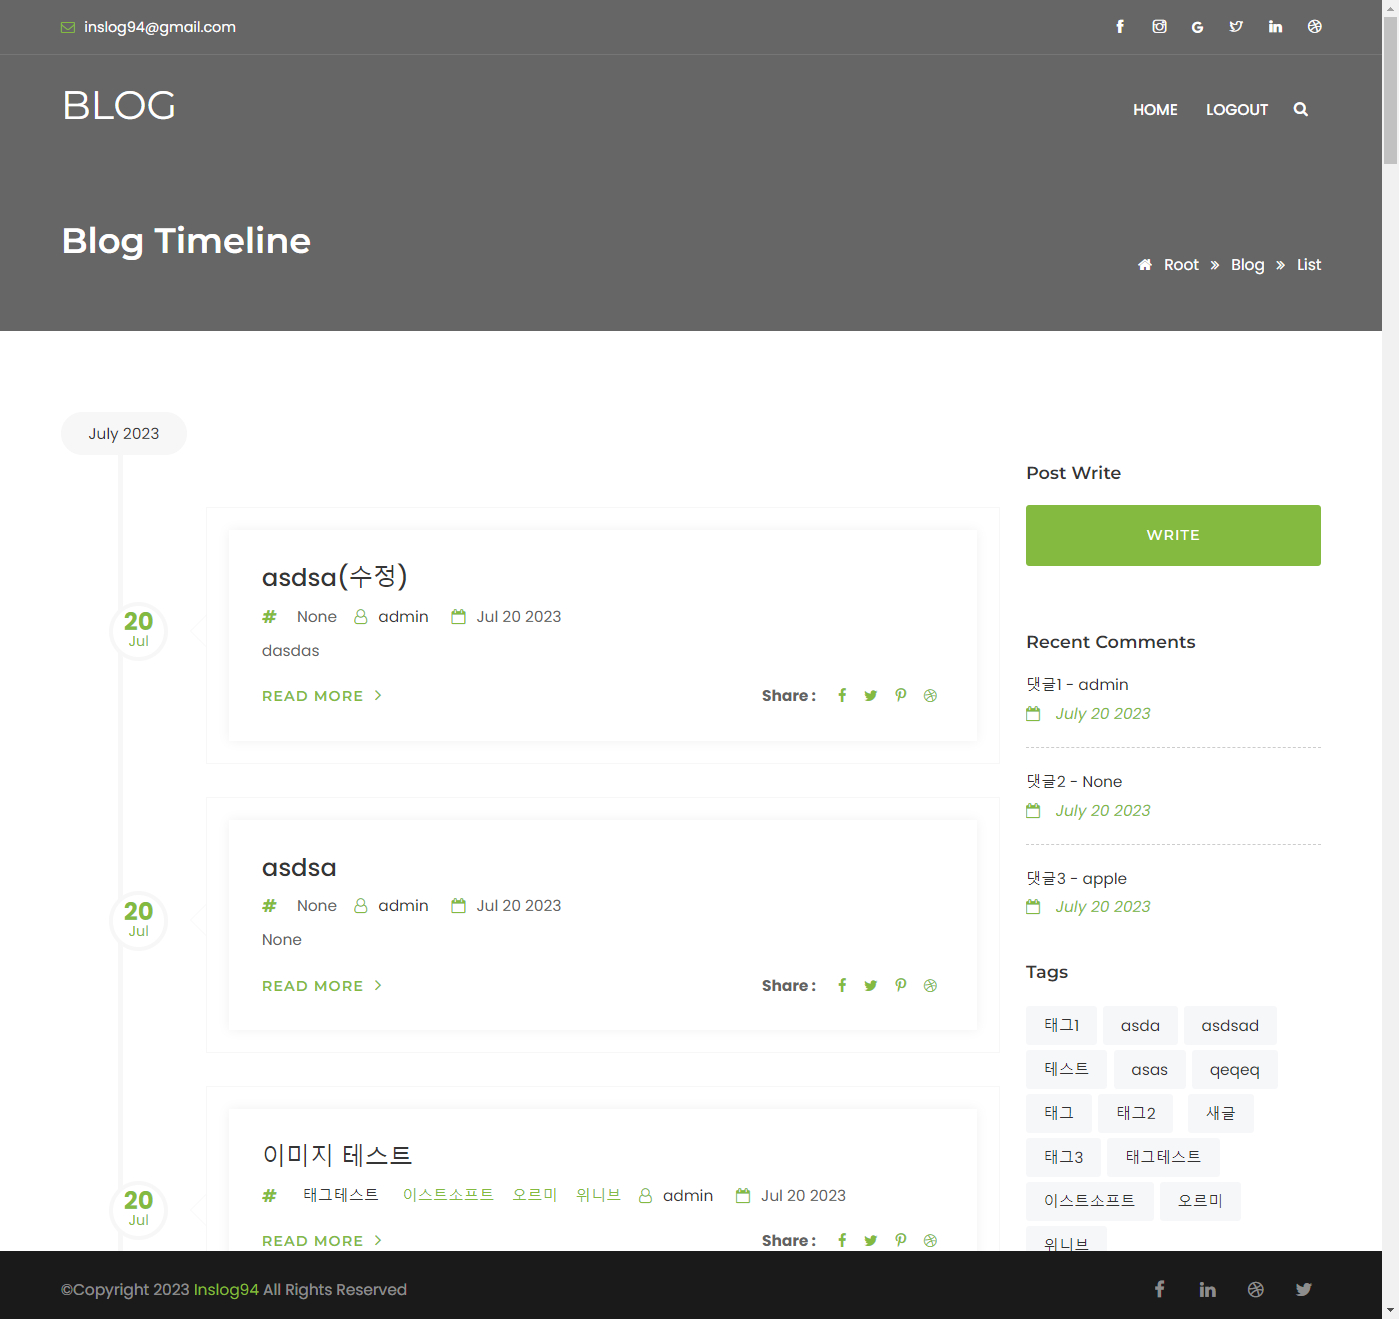 inslog94@gmail.com
BLOG
HOME LOGOUT
Blog Timeline
Root » Blog » List
July 2023
20
Jul
asdsa(수정)
# None admin Jul 20 2023
dasdas
READ MORE >
Share :
20
Jul
asdsa
# None admin Jul 20 2023
None
READ MORE >
Share :
20
Jul
이미지 테스트
# 태그테스트 이스트소프트 오르미 위니브 admin Jul 20 2023
READ MORE >
Share :
Post Write
WRITE
Recent Comments
댓글1 - admin
July 20 2023
댓글2 - None
July 20 2023
댓글3 - apple
July 20 2023
Tags
태그1 asda asdsad
테스트 asas qeqeq
태그 태그2 새글
태그3 태그테스트
이스트소프트 오르미
위니브
©Copyright 2023 Inslog94 All Rights Reserved